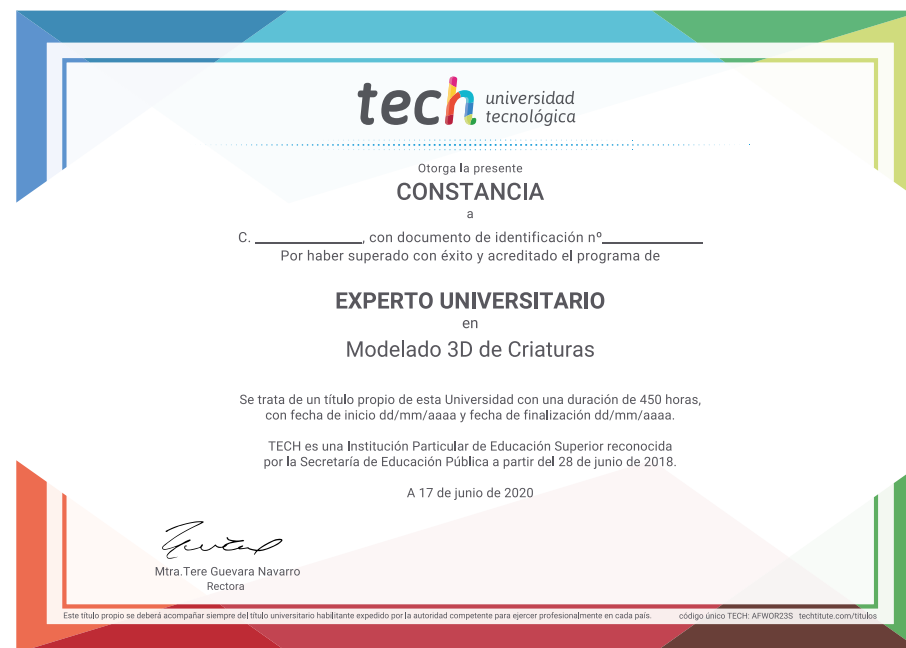 tech universidad
tecnológica
Otorga la presente
CONSTANCIA
a
C. ____________, con documento de identificación nº____________
Por haber superado con éxito y acreditado el programa de
EXPERTO UNIVERSITARIO
en
Modelado 3D de Criaturas
Se trata de un título propio de esta Universidad con una duración de 450 horas,
con fecha de inicio dd/mm/aaaa y fecha de finalización dd/mm/aaaa.
TECH es una Institución Particular de Educación Superior reconocida
por la Secretaría de Educación Pública a partir del 28 de junio de 2018.
A 17 de junio de 2020
Mtra.Tere Guevara Navarro
Rectora
Este título propio se deberá acompañar siempre del título universitario habilitante expedido por la autoridad competente para ejercer profesionalmente en cada país. código único TECH: AFWOR23S techtitute.com/títulos